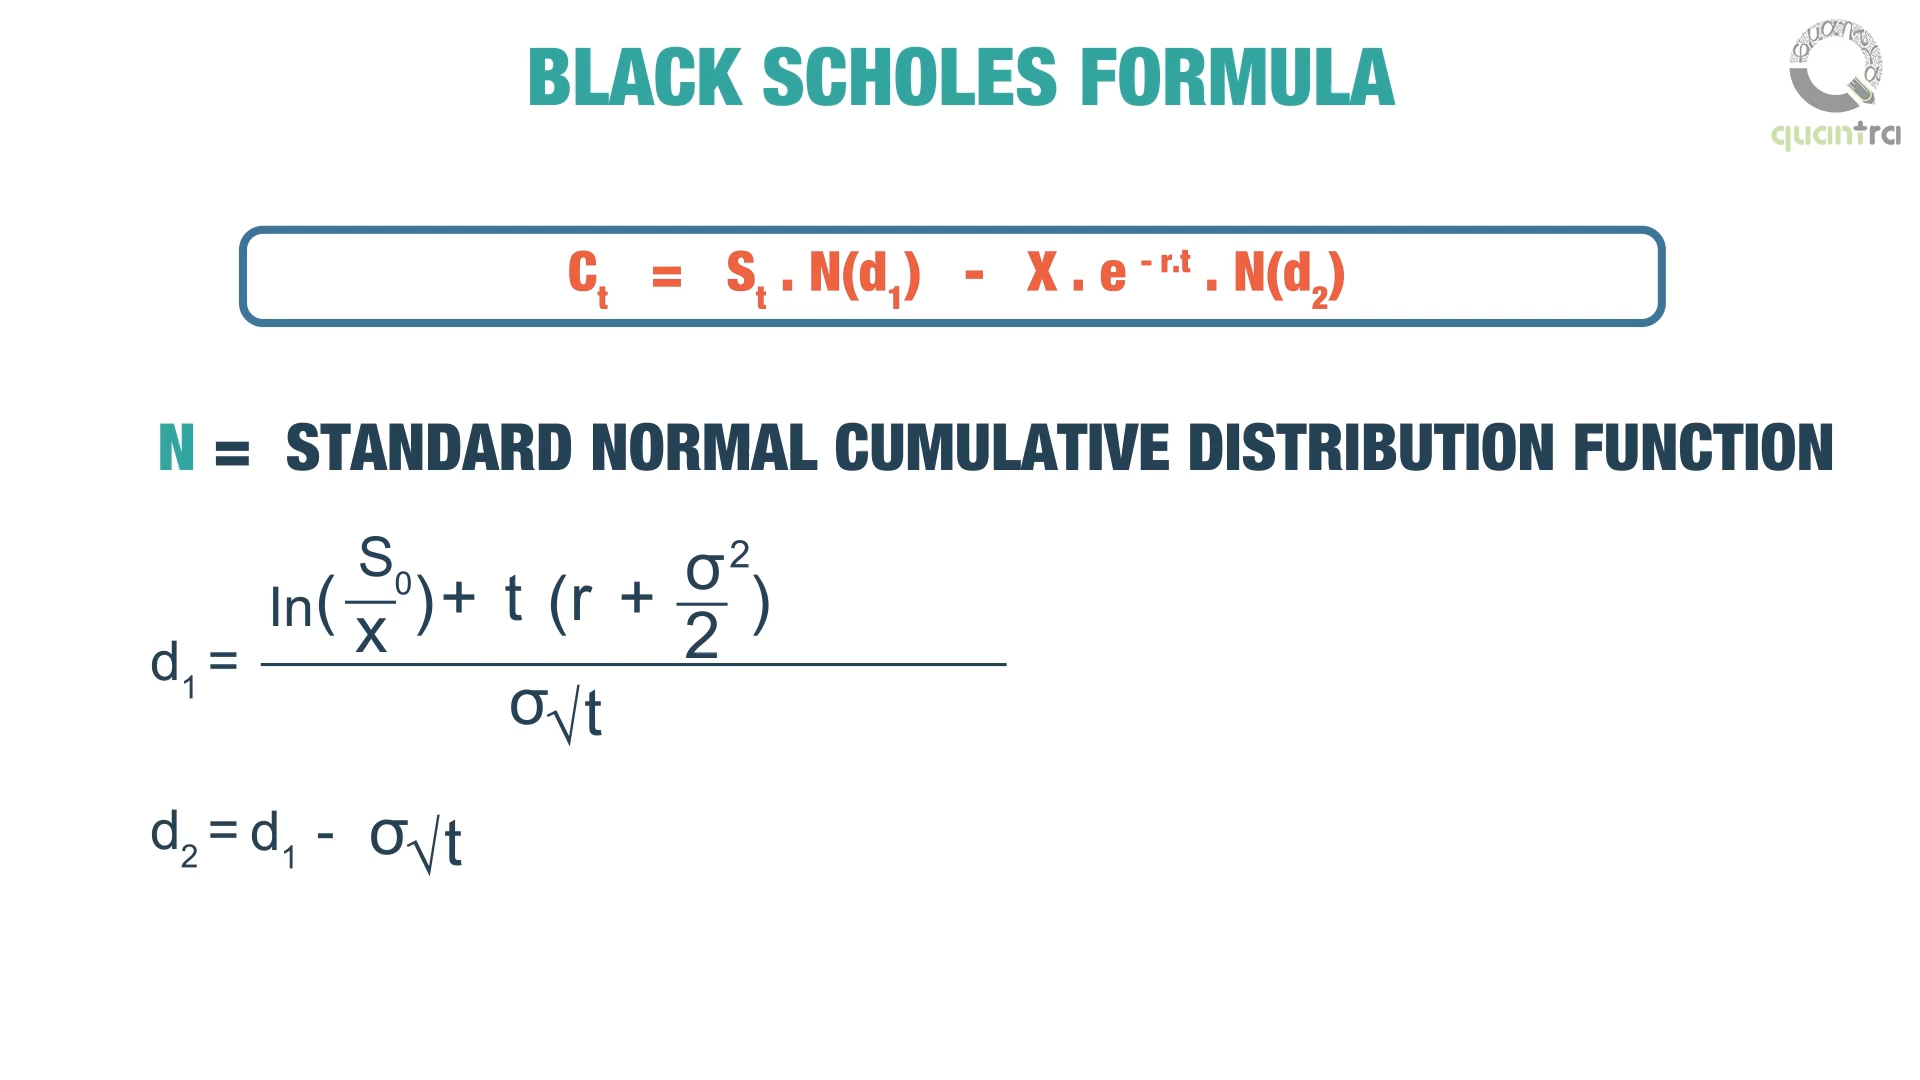 BLACK SCHOLES FORMULA
quantra
Cₜ = Sₜ . N(d₁) - X . e ⁻ ʳ·ᵗ . N(d₂)
N = STANDARD NORMAL CUMULATIVE DISTRIBUTION FUNCTION
d₁ = ln(S₀/x) + t (r + σ²/2) / σ√t
d₂ = d₁ - σ√t